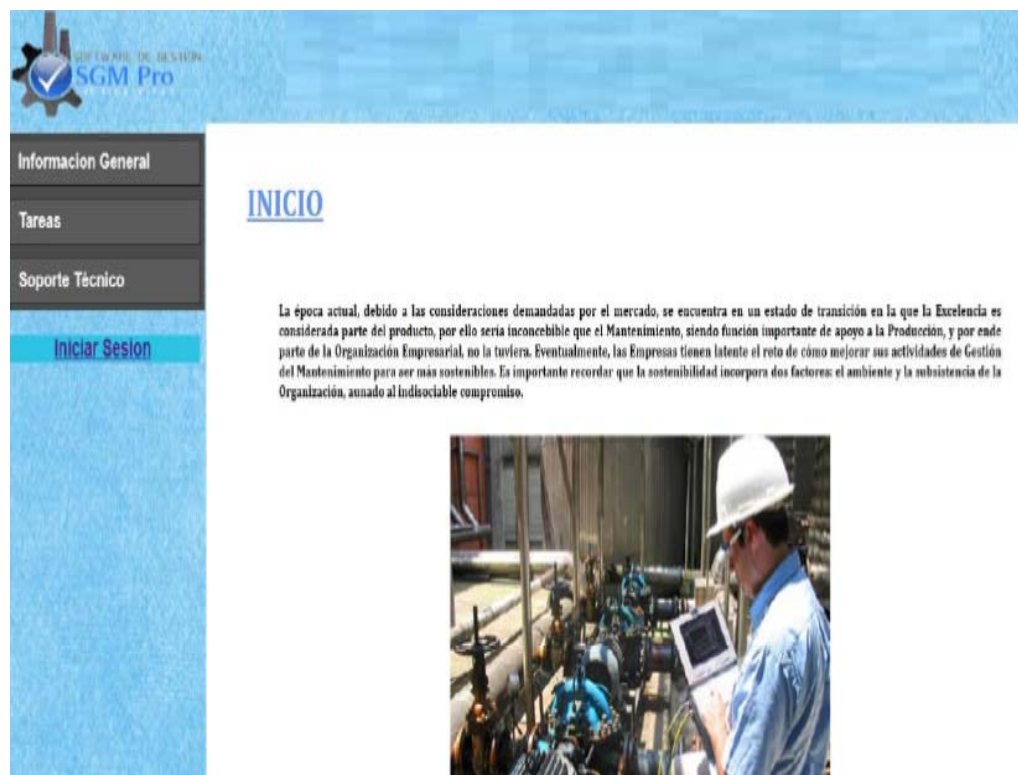 SOFTWARE DE GESTION
SGM Pro
Informacion General
Tareas
Soporte Tècnico
Iniciar Sesion
INICIO
La época actual, debido a las consideraciones demandadas por el mercado, se encuentra en un estado de transición en la que la Excelencia es
considerada parte del producto, por ello sería inconcebible que el Mantenimiento, siendo función importante de apoyo a la Producción, y por ende
parte de la Organización Empresarial, no la tuviera. Eventualmente, las Empresas tienen latente el reto de cómo mejorar sus actividades de Gestión
del Mantenimiento para ser más sostenibles. Es importante recordar que la sostenibilidad incorpora dos factores: el ambiente y la subsistencia de la
Organización, aunado al indisociable compromiso.